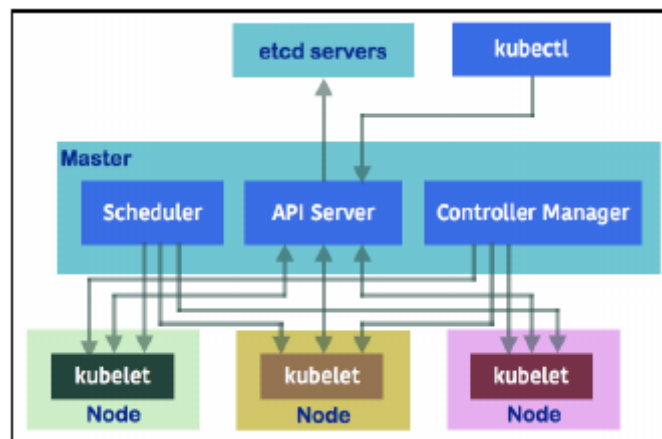 etcd servers
kubectl
Master
Scheduler
API Server
Controller Manager
kubelet
kubelet
kubelet
Node
Node
Node